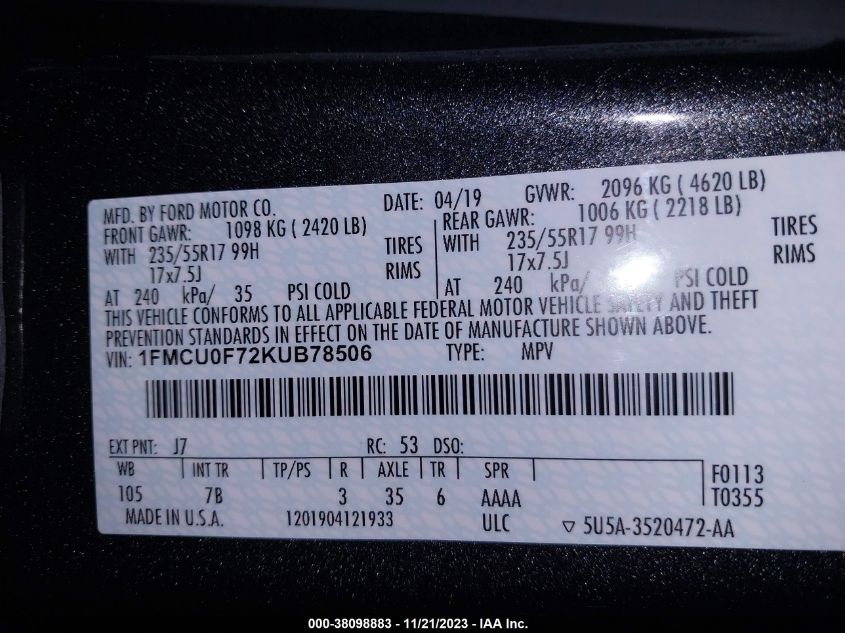 MFD. BY FORD MOTOR CO. DATE: 04/19 GVWR: 2096 KG ( 4620 LB)
FRONT GAWR: 1098 KG ( 2420 LB) REAR GAWR: 1006 KG ( 2218 LB)
WITH 235/55R17 99H TIRES WITH 235/55R17 99H TIRES
17x7.5J RIMS 17x7.5J RIMS
AT 240 kPa/ 35 PSI COLD AT 240 kPa/ PSI COLD
THIS VEHICLE CONFORMS TO ALL APPLICABLE FEDERAL MOTOR VEHICLE SAFETY AND THEFT
PREVENTION STANDARDS IN EFFECT ON THE DATE OF MANUFACTURE SHOWN ABOVE.
VIN: 1FMCU0F72KUB78506 TYPE: MPV
EXT PNT: J7 RC: 53 DSO:
WB INT TR TP/PS R AXLE TR SPR F0113
105 7B 3 35 6 AAAA T0355
MADE IN U.S.A. 1201904121933 ULC ▽ 5U5A-3520472-AA
000-38098883 - 11/21/2023 - IAA Inc.